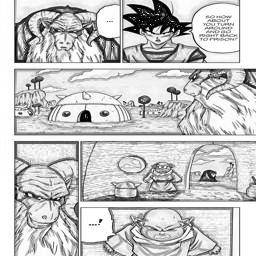 ...
SO HOW
ABOUT YOU
TURN
AROUND
AND GO
RIGHT BACK
TO PRISON?
...!